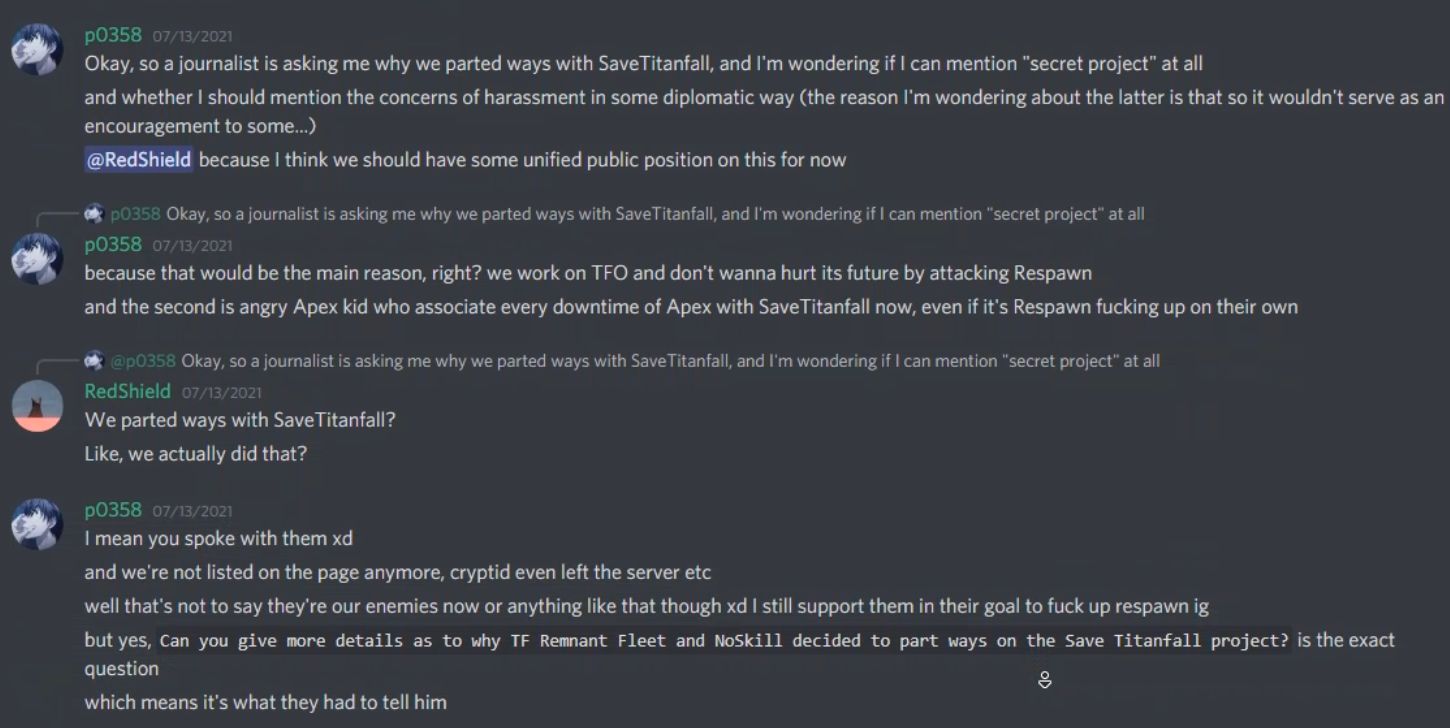 p0358 07/13/2021
Okay, so a journalist is asking me why we parted ways with SaveTitanfall, and I'm wondering if I can mention "secret project" at all
and whether I should mention the concerns of harassment in some diplomatic way (the reason I'm wondering about the latter is that so it wouldn't serve as an
encouragement to some...)
@RedShield because I think we should have some unified public position on this for now
p0358 Okay, so a journalist is asking me why we parted ways with SaveTitanfall, and I'm wondering if I can mention "secret project" at all
p0358 07/13/2021
because that would be the main reason, right? we work on TFO and don't wanna hurt its future by attacking Respawn
and the second is angry Apex kid who associate every downtime of Apex with SaveTitanfall now, even if it's Respawn fucking up on their own
@p0358 Okay, so a journalist is asking me why we parted ways with SaveTitanfall, and I'm wondering if I can mention "secret project" at all
RedShield 07/13/2021
We parted ways with SaveTitanfall?
Like, we actually did that?
p0358 07/13/2021
I mean you spoke with them xd
and we're not listed on the page anymore, cryptid even left the server etc
well that's not to say they're our enemies now or anything like that though xd I still support them in their goal to fuck up respawn ig
but yes, Can you give more details as to why TF Remnant Fleet and NoSkill decided to part ways on the Save Titanfall project? is the exact
question
which means it's what they had to tell him